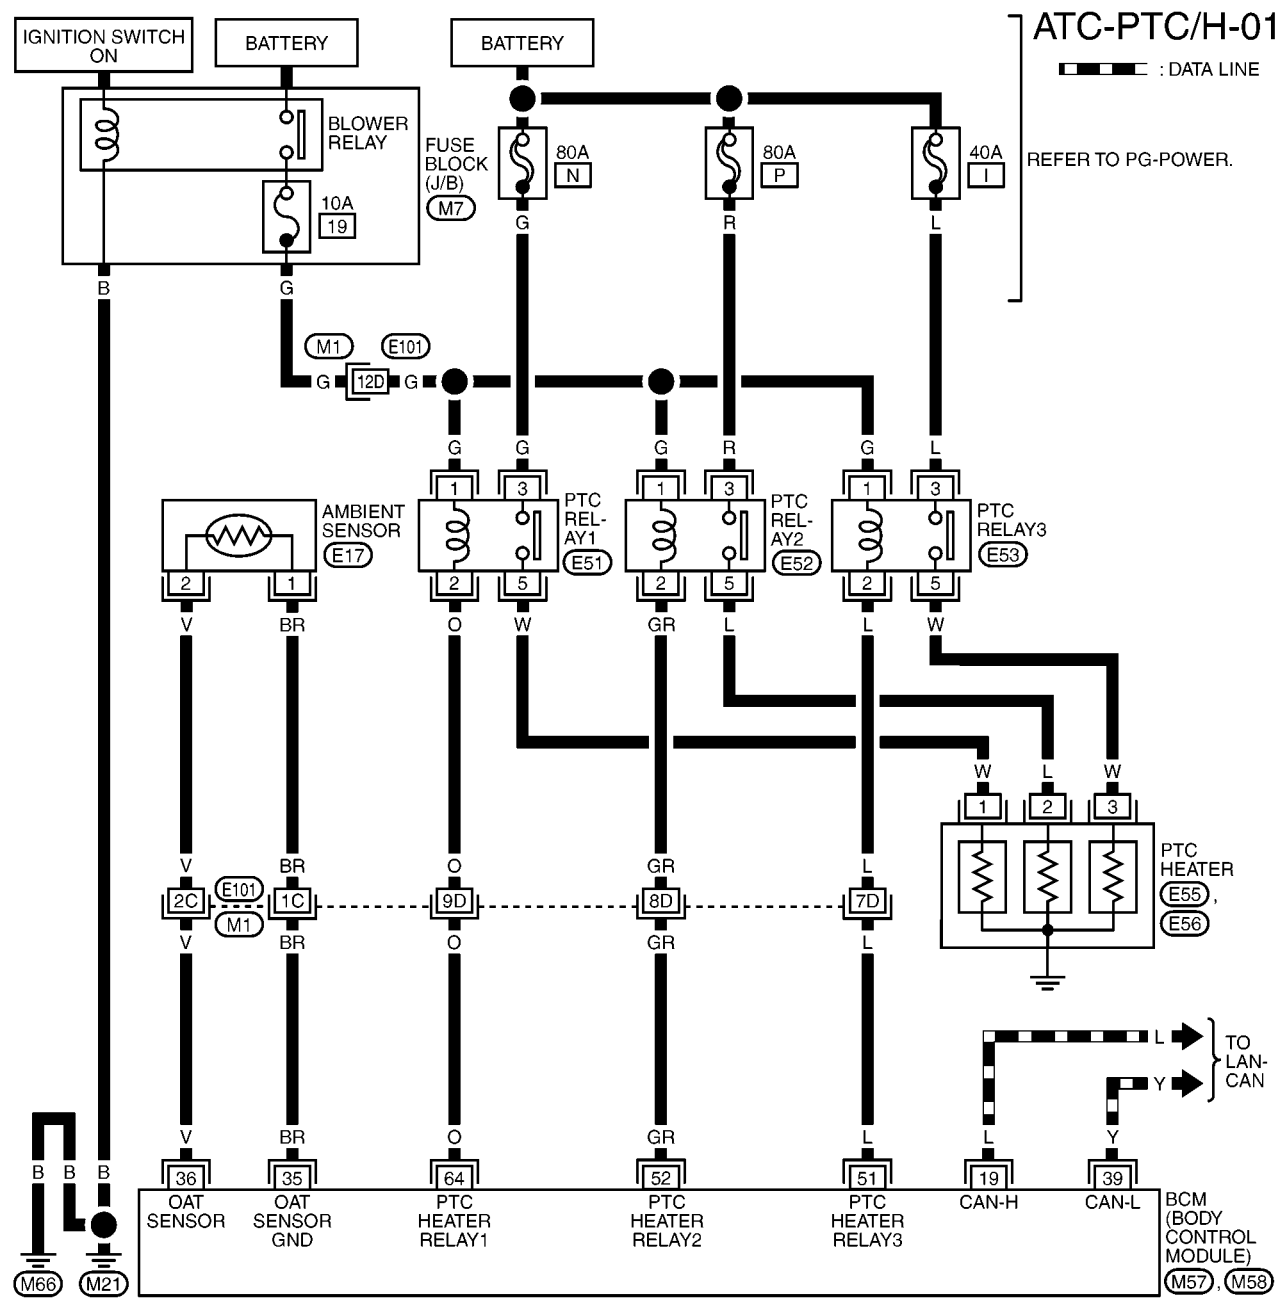 ATC-PTC/H-01
: DATA LINE
IGNITION SWITCH
ON
BATTERY
BATTERY
BLOWER
RELAY
FUSE
BLOCK
(J/B)
M7
10A
19
80A
N
80A
P
40A
I
REFER TO PG-POWER.
B
G
G
R
L
M1
E101
G
12D
G
G
G
G
R
G
L
1
3
1
3
1
3
AMBIENT
SENSOR
E17
PTC
REL-
AY1
E51
PTC
REL-
AY2
E52
PTC
RELAY3
E53
2
1
2
5
2
5
2
5
V
BR
O
W
GR
L
L
W
W
L
W
1
2
3
PTC
HEATER
E55 ,
E56
V
BR
O
GR
L
2C
E101
M1
1C
9D
8D
7D
V
BR
O
GR
L
L
Y
TO
LAN-
CAN
V
BR
O
GR
L
L
Y
B
B
B
36
35
64
52
51
19
39
OAT
SENSOR
OAT
SENSOR
GND
PTC
HEATER
RELAY1
PTC
HEATER
RELAY2
PTC
HEATER
RELAY3
CAN-H
CAN-L
BCM
(BODY
CONTROL
MODULE)
M57 , M58
M66
M21